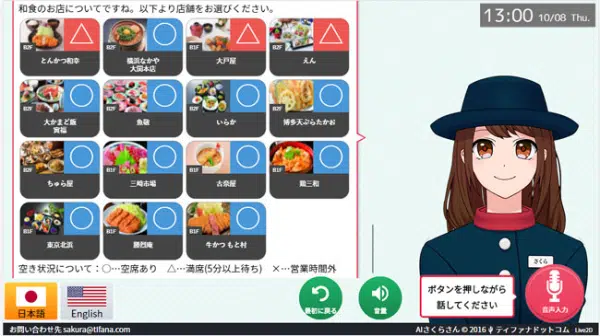 和食のお店についてですね。以下より店舗をお選びください。
13:00 10/08 Thu.
B2F とんかつ和幸 △
B2F 横浜なかや 大岡本店 〇
B1F 大戸屋 △
B2F えん △
B2F 大かまど飯 寅福 〇
B2F 魚敬 〇
B1F いらか 〇
B1F 博多天ぷらたかお 〇
B2F ちゅら屋 〇
B1F 三崎市場 〇
B1F 古奈屋 〇
B1F 鶏三和 〇
B1F 東京北浜 〇
B2F 勝烈庵 〇
B1F 牛かつ もと村 〇
空き状況について：〇…空席あり △…満席(5分以上待ち) ×…営業時間外
さくら
ボタンを押しながら
話してください
音声入力
日本語
English
最初に戻る
音量
お問い合わせ先 sakura@tifana.com
AIさくらさん © 2016 ティファナドットコム Live2D